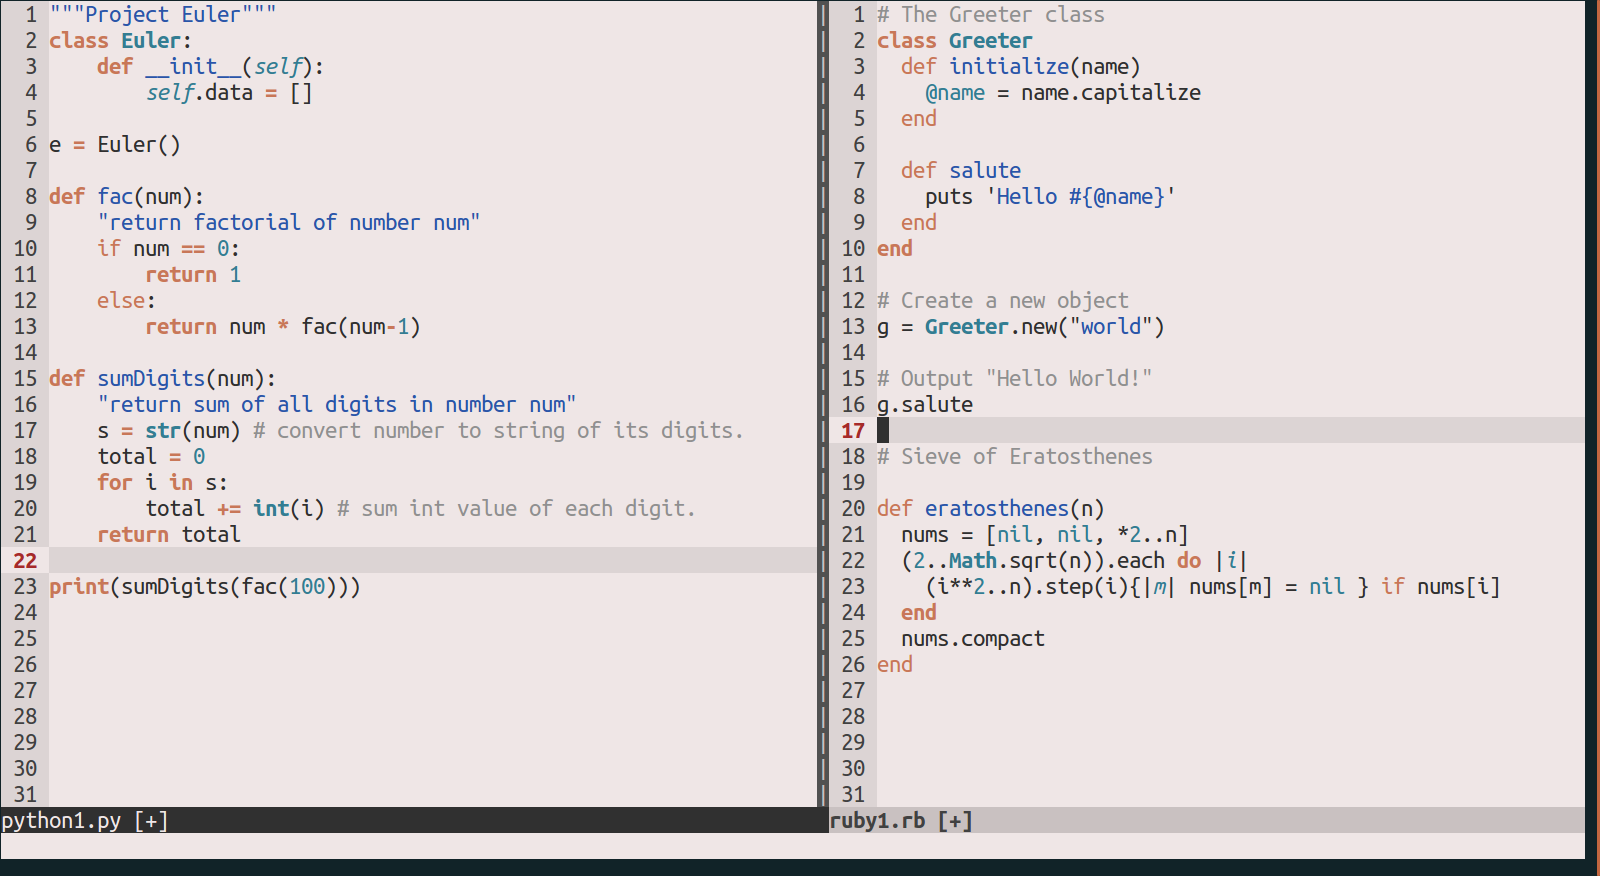 1 """Project Euler"""
2 class Euler:
3     def __init__(self):
4         self.data = []
5
6 e = Euler()
7
8 def fac(num):
9     "return factorial of number num"
10     if num == 0:
11         return 1
12     else:
13         return num * fac(num-1)
14
15 def sumDigits(num):
16     "return sum of all digits in number num"
17     s = str(num) # convert number to string of its digits.
18     total = 0
19     for i in s:
20         total += int(i) # sum int value of each digit.
21     return total
22
23 print(sumDigits(fac(100)))
24
25
26
27
28
29
30
31
python1.py [+]
1 # The Greeter class
2 class Greeter
3   def initialize(name)
4     @name = name.capitalize
5   end
6
7   def salute
8     puts 'Hello #{@name}'
9   end
10 end
11
12 # Create a new object
13 g = Greeter.new("world")
14
15 # Output "Hello World!"
16 g.salute
17
18 # Sieve of Eratosthenes
19
20 def eratosthenes(n)
21   nums = [nil, nil, *2..n]
22   (2..Math.sqrt(n)).each do |i|
23     (i**2..n).step(i){|m| nums[m] = nil } if nums[i]
24   end
25   nums.compact
26 end
27
28
29
30
31
ruby1.rb [+]